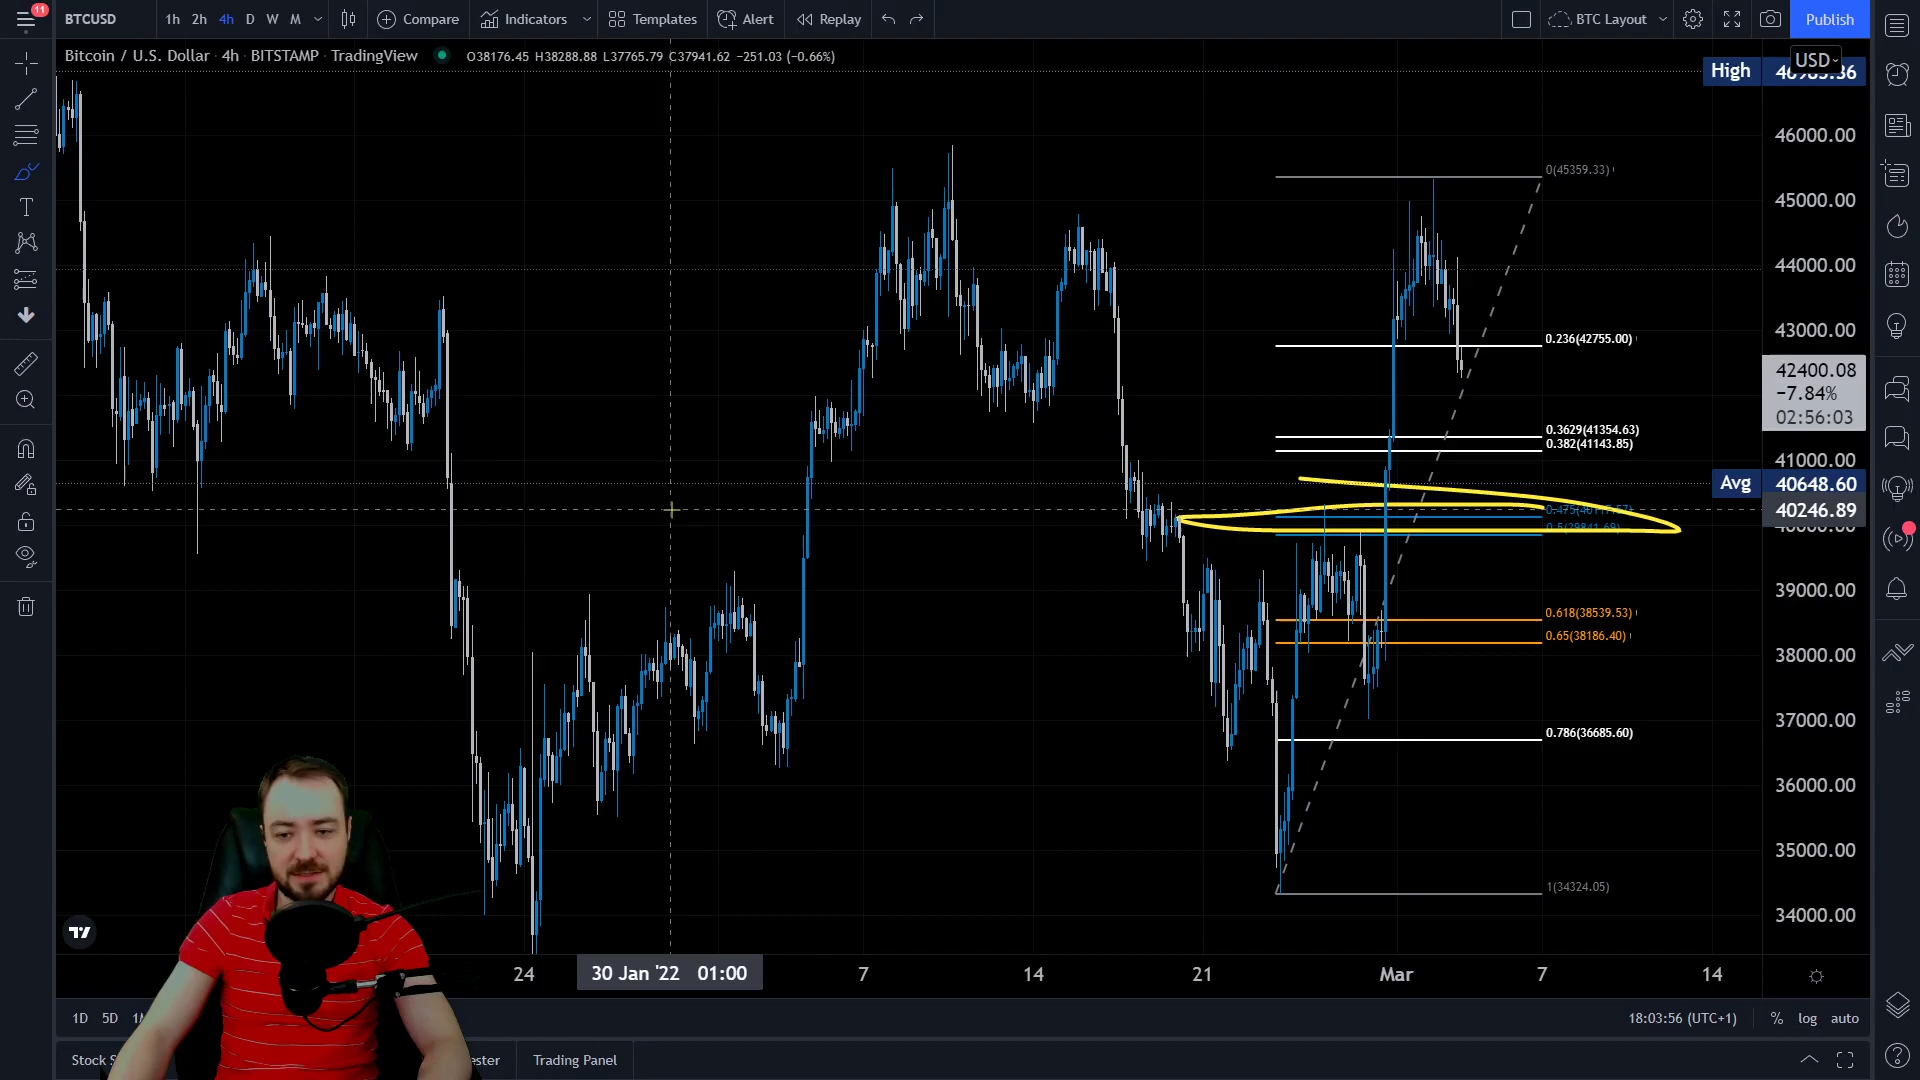 11
BTCUSD
1h 2h 4h D W M
Compare
Indicators
Templates
Alert
Replay
BTC Layout
Publish
Bitcoin / U.S. Dollar · 4h · BITSTAMP · TradingView
O38176.45 H38288.88 L37765.79 C37941.62 −251.03 (−0.66%)
USD
High
46000.00
0(45359.33)
45000.00
44000.00
43000.00
0.236(42755.00)
42400.08
−7.84%
02:56:03
0.3629(41354.63)
0.382(41143.85)
41000.00
Avg 40648.60
40246.89
39000.00
0.618(38539.53)
0.65(38186.40)
38000.00
0.786(36685.60)
37000.00
36000.00
35000.00
1(34324.05)
34000.00
24
30 Jan '22 01:00
7
14
21
Mar
7
14
1D 5D
18:03:56 (UTC+1)
% log auto
Stock
Trading Panel